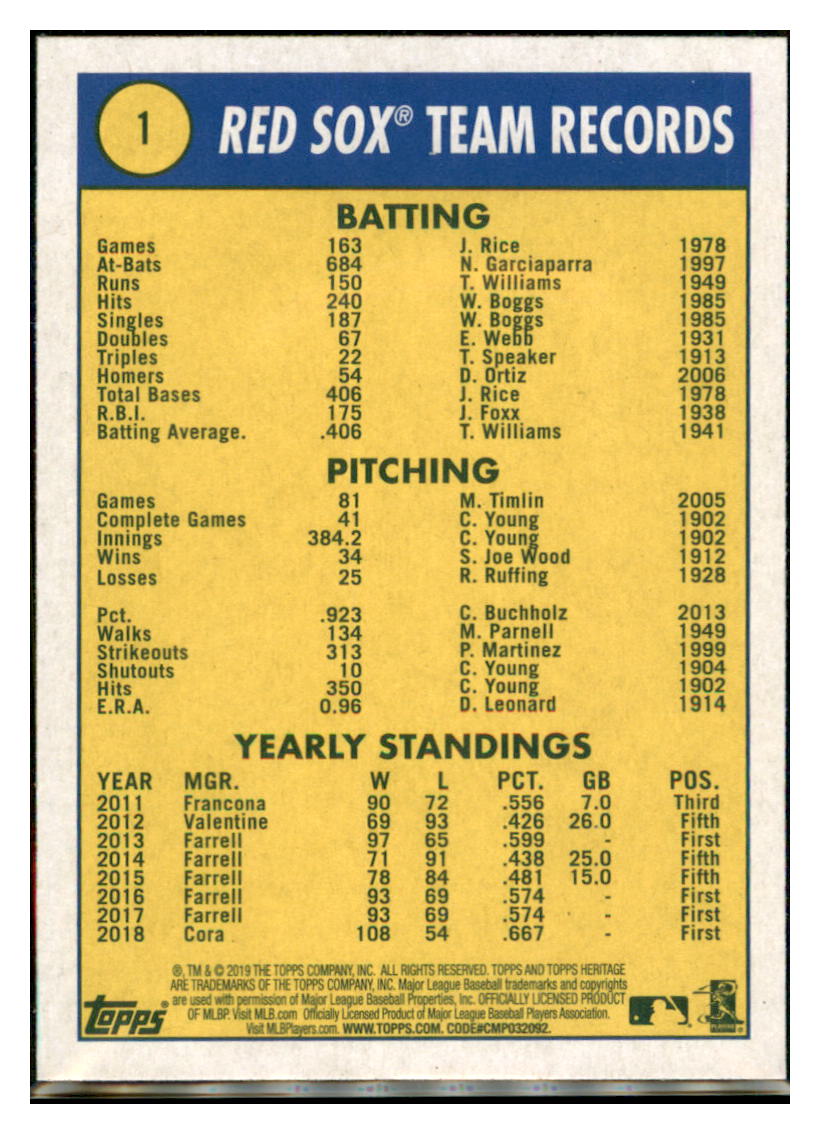 1 RED SOX® TEAM RECORDS
BATTING
Games 163 J. Rice 1978
At-Bats 684 N. Garciaparra 1997
Runs 150 T. Williams 1949
Hits 240 W. Boggs 1985
Singles 187 W. Boggs 1985
Doubles 67 E. Webb 1931
Triples 22 T. Speaker 1913
Homers 54 D. Ortiz 2006
Total Bases 406 J. Rice 1978
R.B.I. 175 J. Foxx 1938
Batting Average. .406 T. Williams 1941
PITCHING
Games 81 M. Timlin 2005
Complete Games 41 C. Young 1902
Innings 384.2 C. Young 1902
Wins 34 S. Joe Wood 1912
Losses 25 R. Ruffing 1928
Pct. .923 C. Buchholz 2013
Walks 134 M. Parnell 1949
Strikeouts 313 P. Martinez 1999
Shutouts 10 C. Young 1904
Hits 350 C. Young 1902
E.R.A. 0.96 D. Leonard 1914
YEARLY STANDINGS
YEAR MGR. W L PCT. GB POS.
2011 Francona 90 72 .556 7.0 Third
2012 Valentine 69 93 .426 26.0 Fifth
2013 Farrell 97 65 .599 - First
2014 Farrell 71 91 .438 25.0 Fifth
2015 Farrell 78 84 .481 15.0 Fifth
2016 Farrell 93 69 .574 - First
2017 Farrell 93 69 .574 - First
2018 Cora 108 54 .667 - First
®, TM & © 2019 THE TOPPS COMPANY, INC. ALL RIGHTS RESERVED. TOPPS AND TOPPS HERITAGE
ARE TRADEMARKS OF THE TOPPS COMPANY, INC. Major League Baseball trademarks and copyrights
are used with permission of Major League Baseball Properties, Inc. OFFICIALLY LICENSED PRODUCT
OF MLBP. Visit MLB.com Officially Licensed Product of Major League Baseball Players Association.
Visit MLBPlayers.com. WWW.TOPPS.COM. CODE#CMP032092.
Topps®